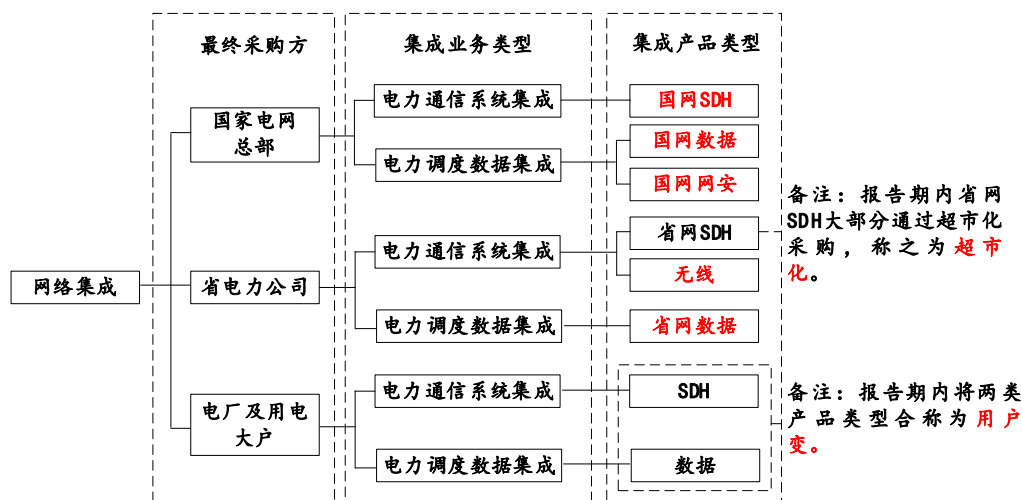 最终采购方
集成业务类型
集成产品类型
网络集成
国家电网
总部
电力通信系统集成
国网SDH
电力调度数据集成
国网数据
国网网安
省电力公司
电力通信系统集成
省网SDH
无线
电力调度数据集成
省网数据
电厂及用电
大户
电力通信系统集成
SDH
电力调度数据集成
数据
备注：报告期内省网
SDH大部分通过超市化
采购，称之为超市
化。
备注：报告期内将两类
产品类型合称为用户
变。